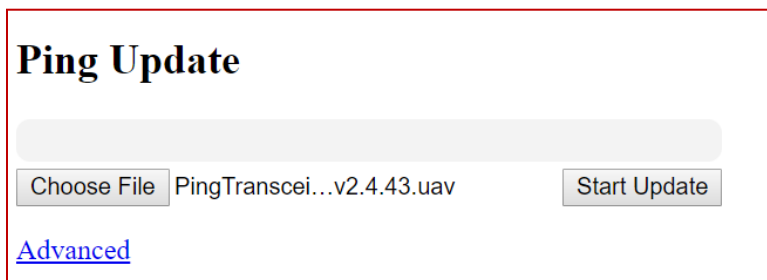 Ping Update
Choose File PingTranscei...v2.4.43.uav Start Update
Advanced